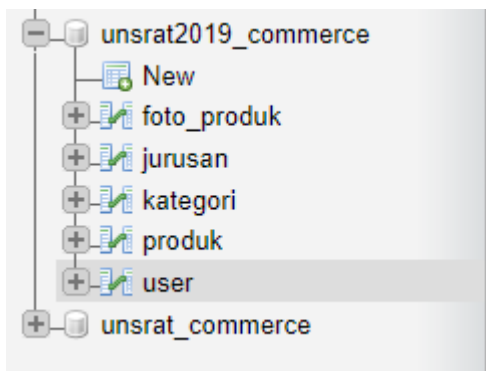 unsrat2019_commerce
New
foto_produk
jurusan
kategori
produk
user
unsrat_commerce